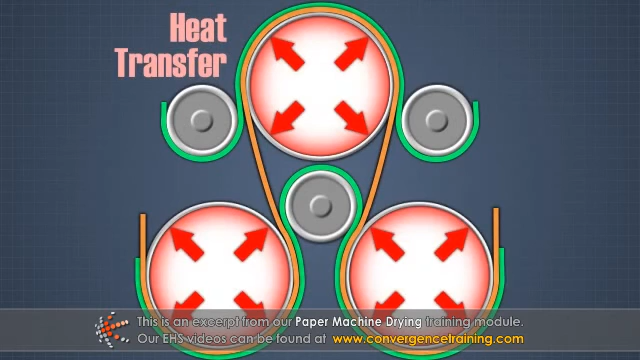 Heat
Transfer
This is an excerpt from our Paper Machine Drying training module.
Our EHS videos can be found at www.convergencetraining.com